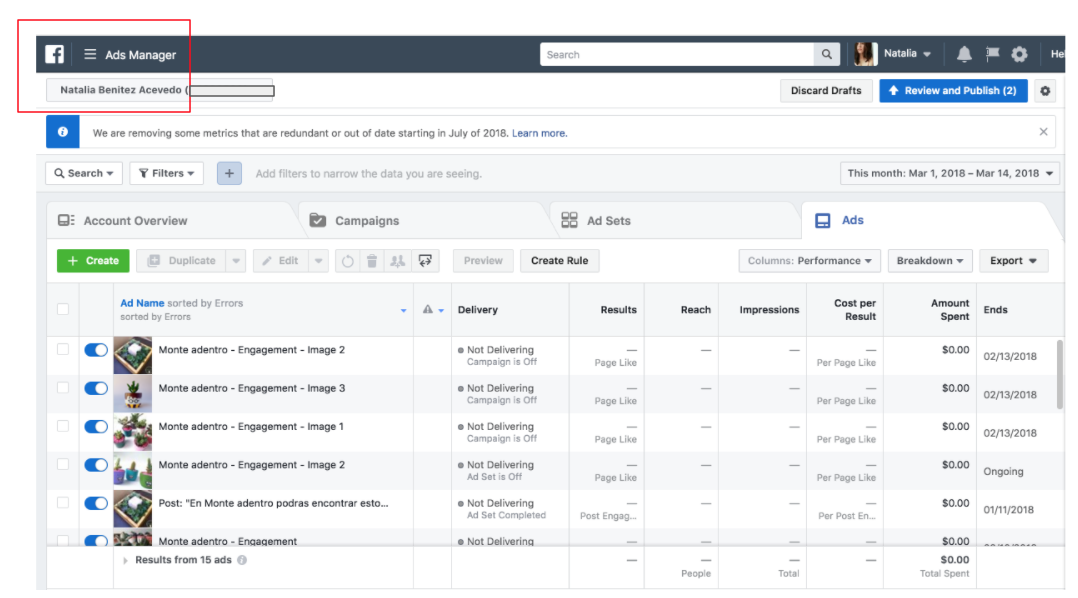 f Ads Manager Search Natalia Hel
Natalia Benitez Acevedo ( Discard Drafts Review and Publish (2)
i We are removing some metrics that are redundant or out of date starting in July of 2018. Learn more. ×
Search Filters + Add filters to narrow the data you are seeing. This month: Mar 1, 2018 – Mar 14, 2018
Account Overview Campaigns Ad Sets Ads
+ Create Duplicate Edit Preview Create Rule Columns: Performance Breakdown Export
Ad Name sorted by Errors Delivery Results Reach Impressions Cost per Result Amount Spent Ends
sorted by Errors
Monte adentro - Engagement - Image 2 Not Delivering — — — — $0.00 02/13/2018
Campaign is Off Page Like Per Page Like
Monte adentro - Engagement - Image 3 Not Delivering — — — — $0.00 02/13/2018
Campaign is Off Page Like Per Page Like
Monte adentro - Engagement - Image 1 Not Delivering — — — — $0.00 02/13/2018
Campaign is Off Page Like Per Page Like
Monte adentro - Engagement - Image 2 Not Delivering — — — — $0.00 Ongoing
Ad Set is Off Page Like Per Page Like
Post: "En Monte adentro podras encontrar esto... Not Delivering — — — — $0.00 01/11/2018
Ad Set Completed Post Engag... Per Post En...
Monte adentro - Engagement Not Delivering — — — — $0.00
Results from 15 ads — — — — $0.00
People Total Total Spent